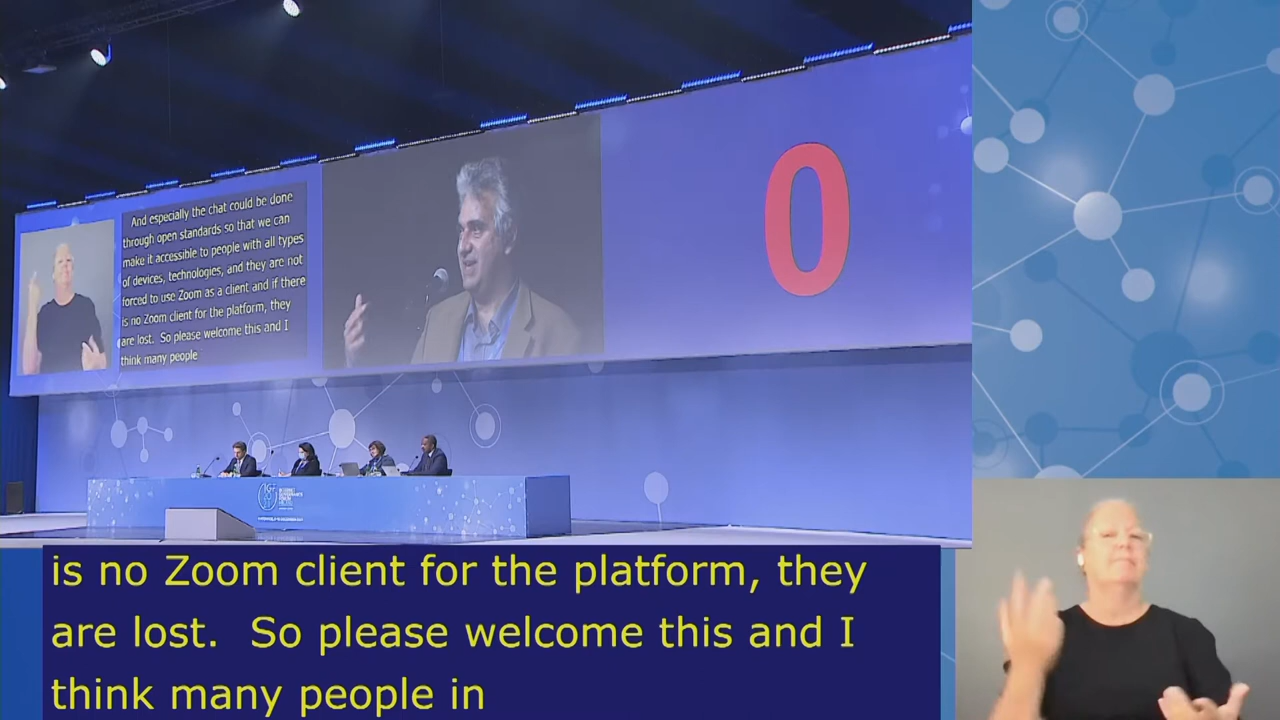 And especially the chat could be done
through open standards so that we can
make it accessible to people with all types
of devices, technologies, and they are not
forced to use Zoom as a client and if there
is no Zoom client for the platform, they
are lost.  So please welcome this and I
think many people
0
is no Zoom client for the platform, they
are lost.  So please welcome this and I
think many people in